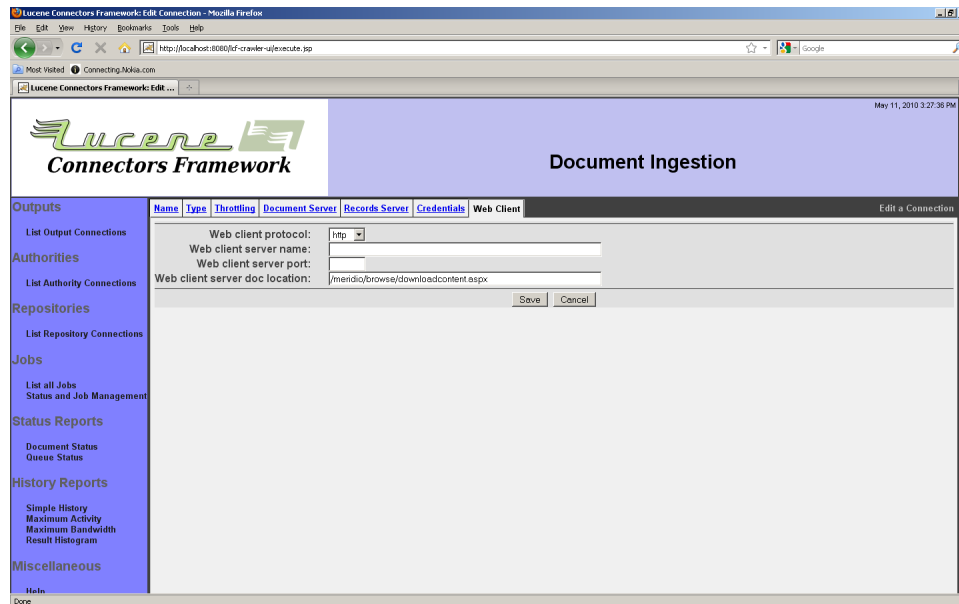 Lucene Connectors Framework: Edit Connection - Mozilla Firefox
File Edit View History Bookmarks Tools Help
http://localhost:8080/lcf-crawler-ui/execute.jsp
Google
Most Visited Connecting.Nokia.com
Lucene Connectors Framework: Edit ...
May 11, 2010 3:27:36 PM
Lucene
Connectors Framework
Document Ingestion
Outputs
List Output Connections
Authorities
List Authority Connections
Repositories
List Repository Connections
Jobs
List all Jobs
Status and Job Management
Status Reports
Document Status
Queue Status
History Reports
Simple History
Maximum Activity
Maximum Bandwidth
Result Histogram
Miscellaneous
Help
Name Type Throttling Document Server Records Server Credentials Web Client
Edit a Connection
Web client protocol: http
Web client server name:
Web client server port:
Web client server doc location: /meridio/browse/downloadcontent.aspx
Save Cancel
Done